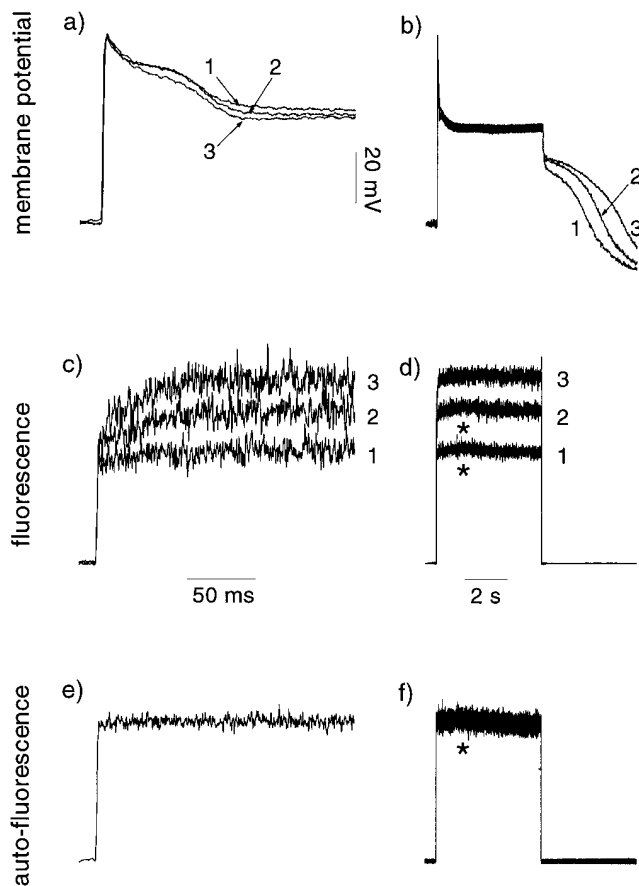 membrane potential
a)
1
2
3
20 mV
b)
2
1
3
fluorescence
c)
3
2
1
50 ms
d)
3
2
*
1
*
2 s
auto-fluorescence
e)
f)
*